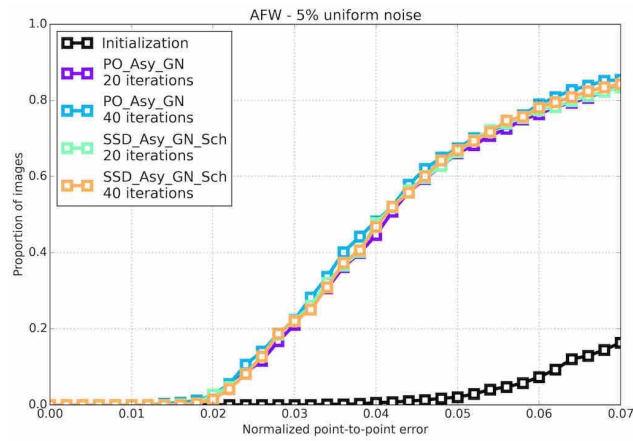 AFW - 5% uniform noise
1.0
0.8
0.6
0.4
0.2
0.0
Proportion of images
Initialization
PO_Asy_GN
20 iterations
PO_Asy_GN
40 iterations
SSD_Asy_GN_Sch
20 iterations
SSD_Asy_GN_Sch
40 iterations
0.00 0.01 0.02 0.03 0.04 0.05 0.06 0.07
Normalized point-to-point error